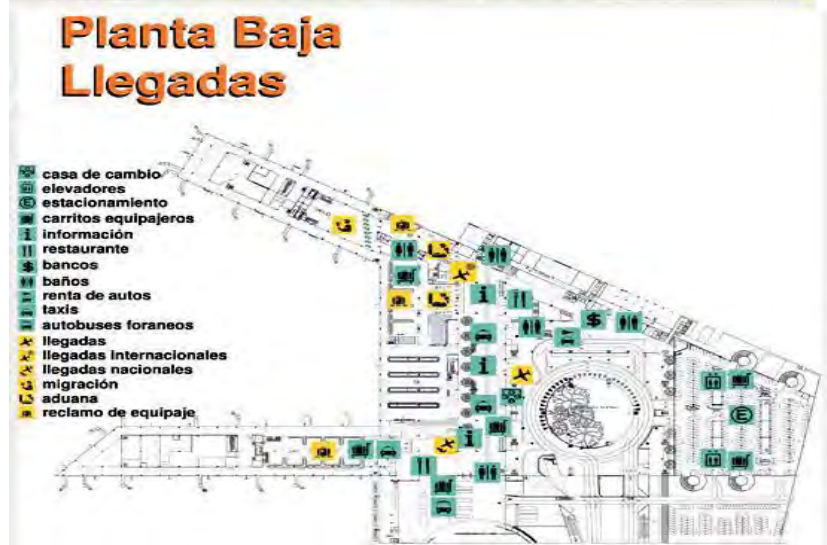 Planta Baja
Llegadas
casa de cambio
elevadores
estacionamiento
carritos equipajeros
información
restaurante
bancos
baños
renta de autos
taxis
autobuses foraneos
llegadas
llegadas internacionales
llegadas nacionales
migración
aduana
reclamo de equipaje